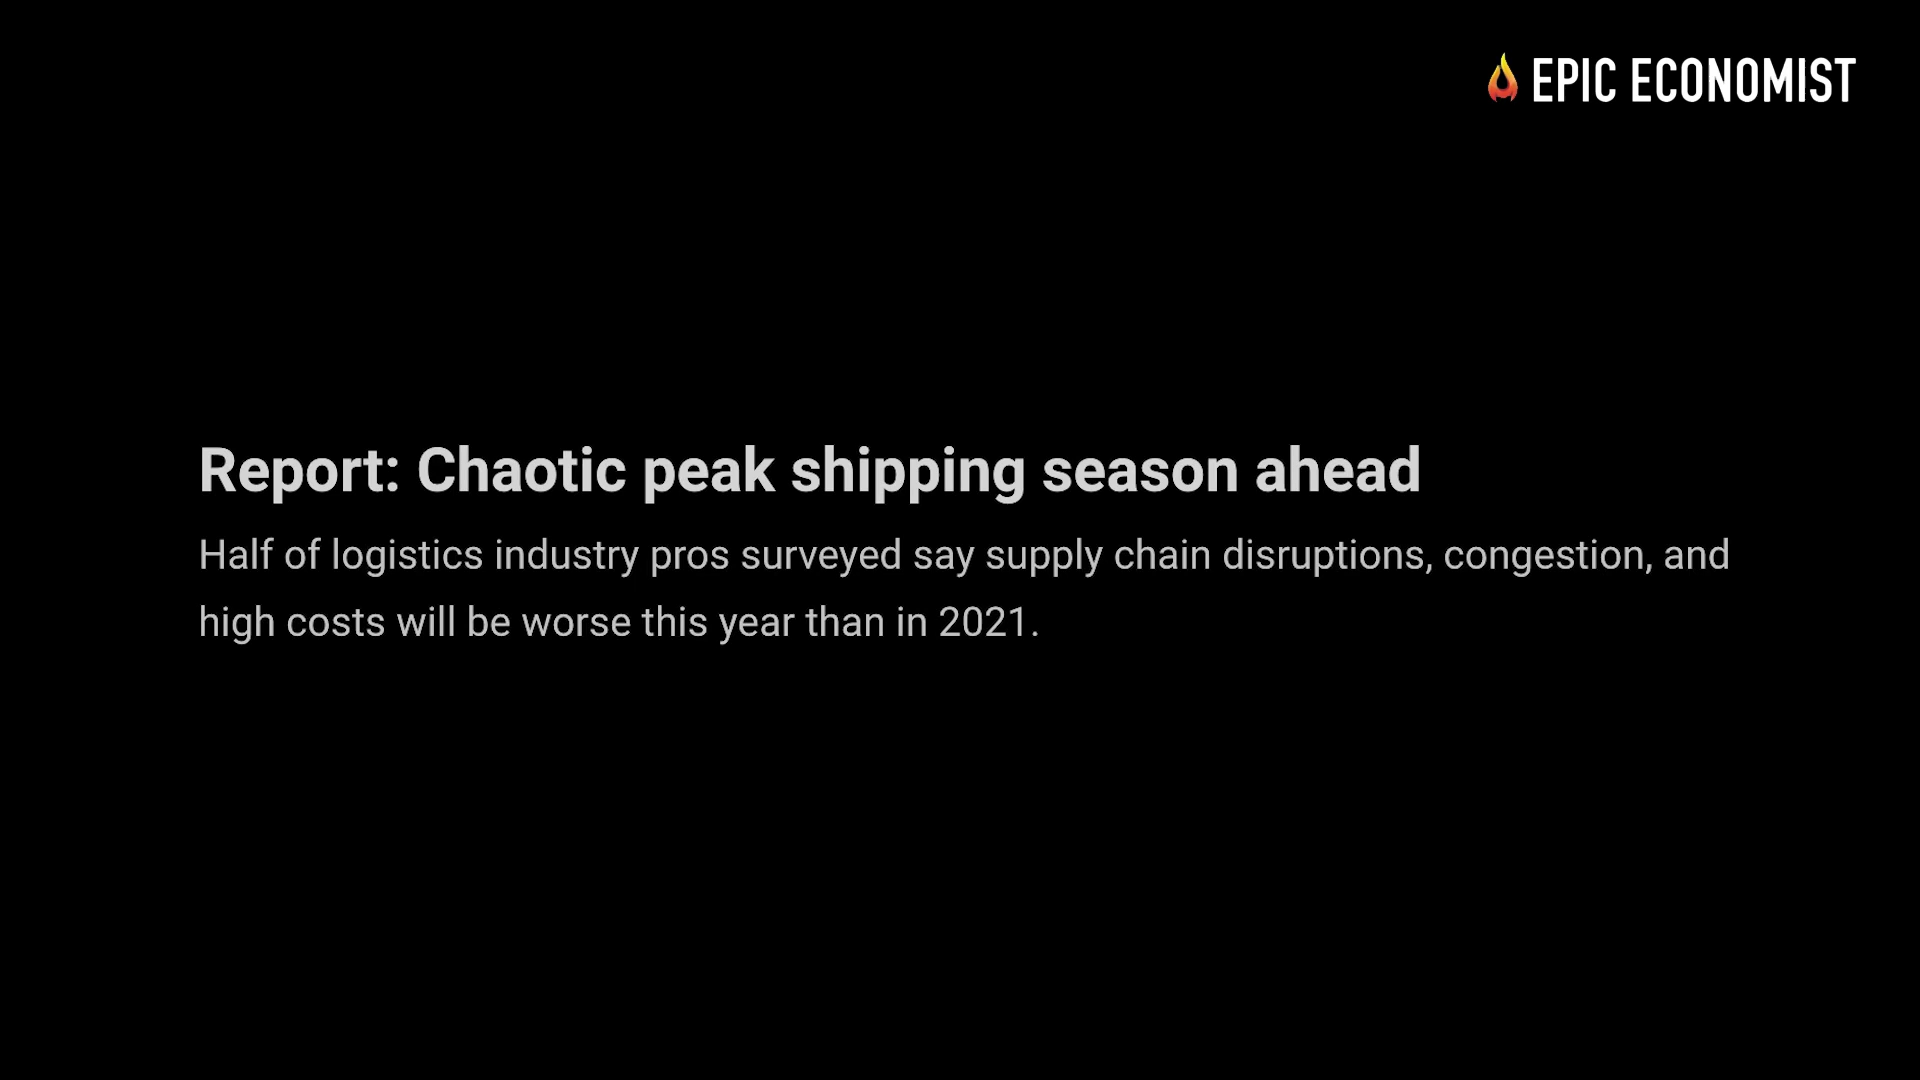 EPIC ECONOMIST
Report: Chaotic peak shipping season ahead
Half of logistics industry pros surveyed say supply chain disruptions, congestion, and
high costs will be worse this year than in 2021.